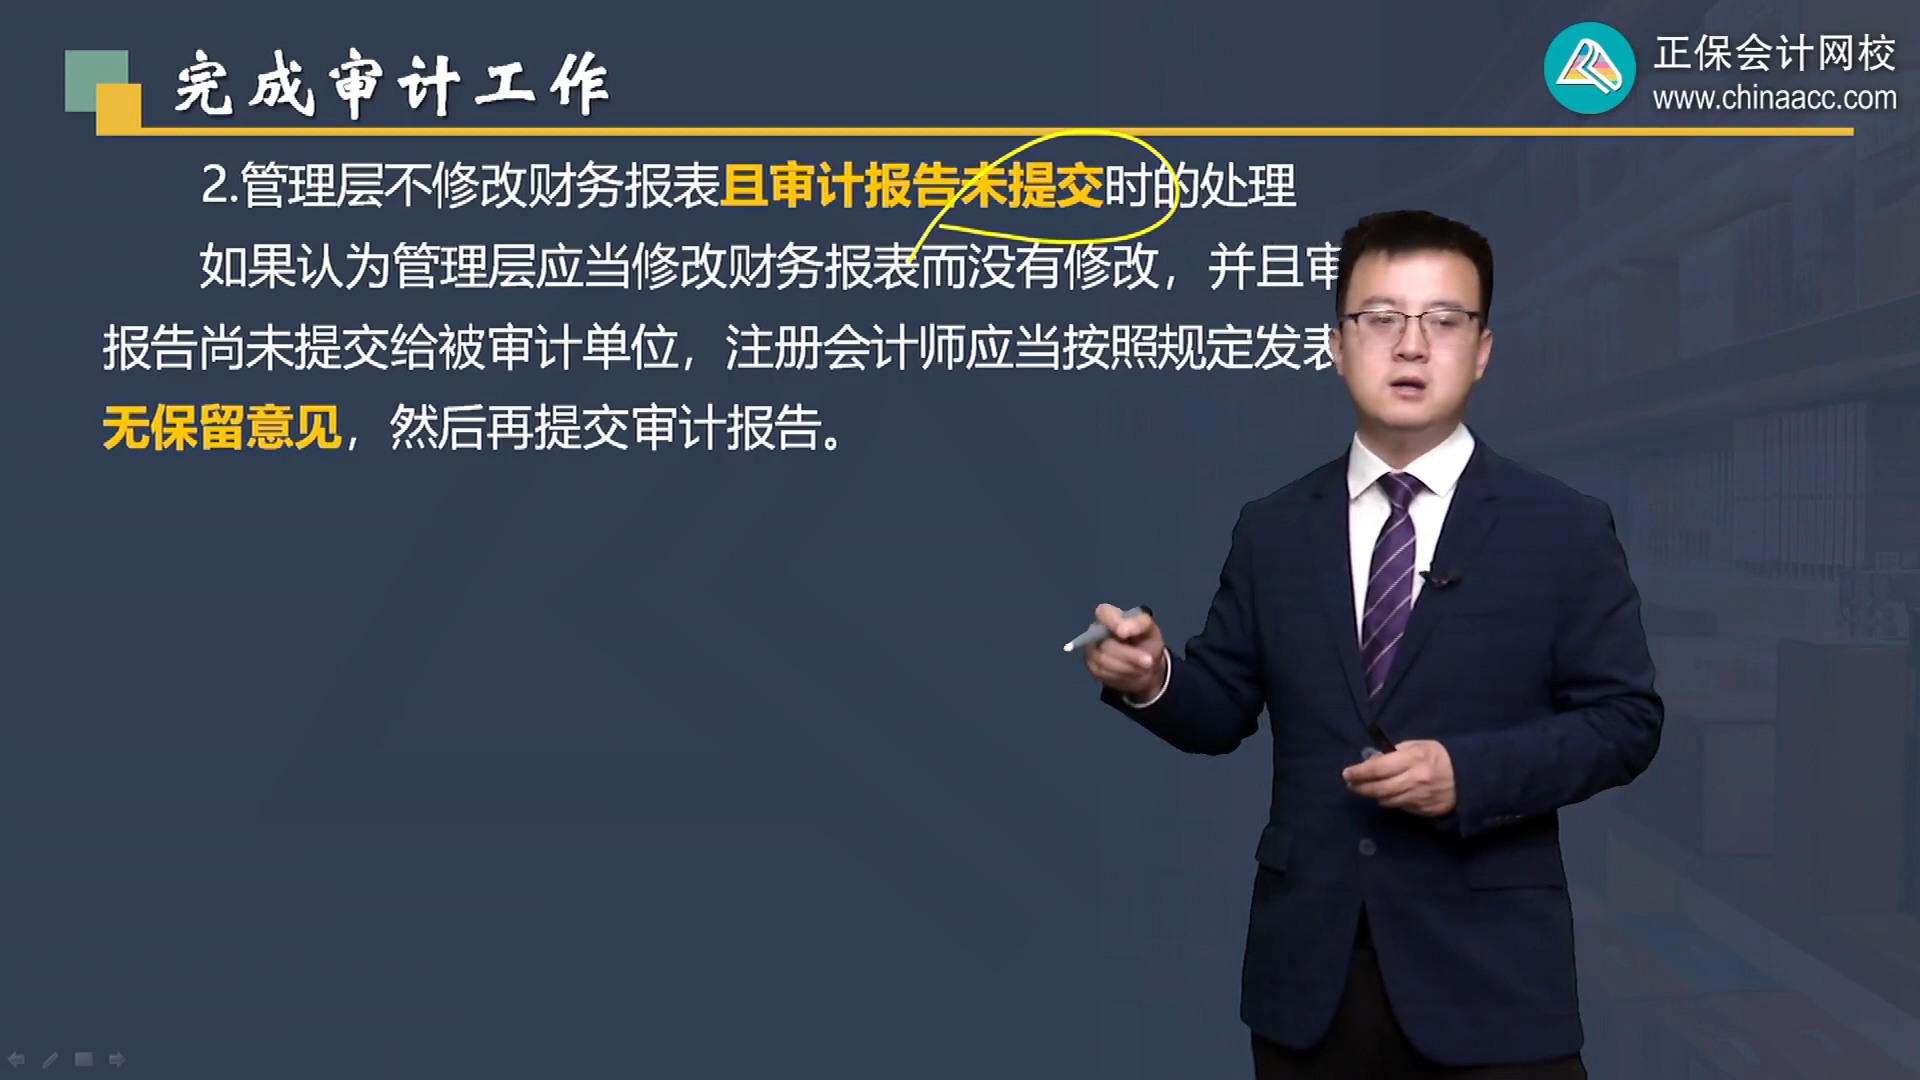 完成审计工作
正保会计网校
www.chinaacc.com
2.管理层不修改财务报表且审计报告未提交时的处理
如果认为管理层应当修改财务报表而没有修改，并且审
报告尚未提交给被审计单位，注册会计师应当按照规定发表
无保留意见，然后再提交审计报告。